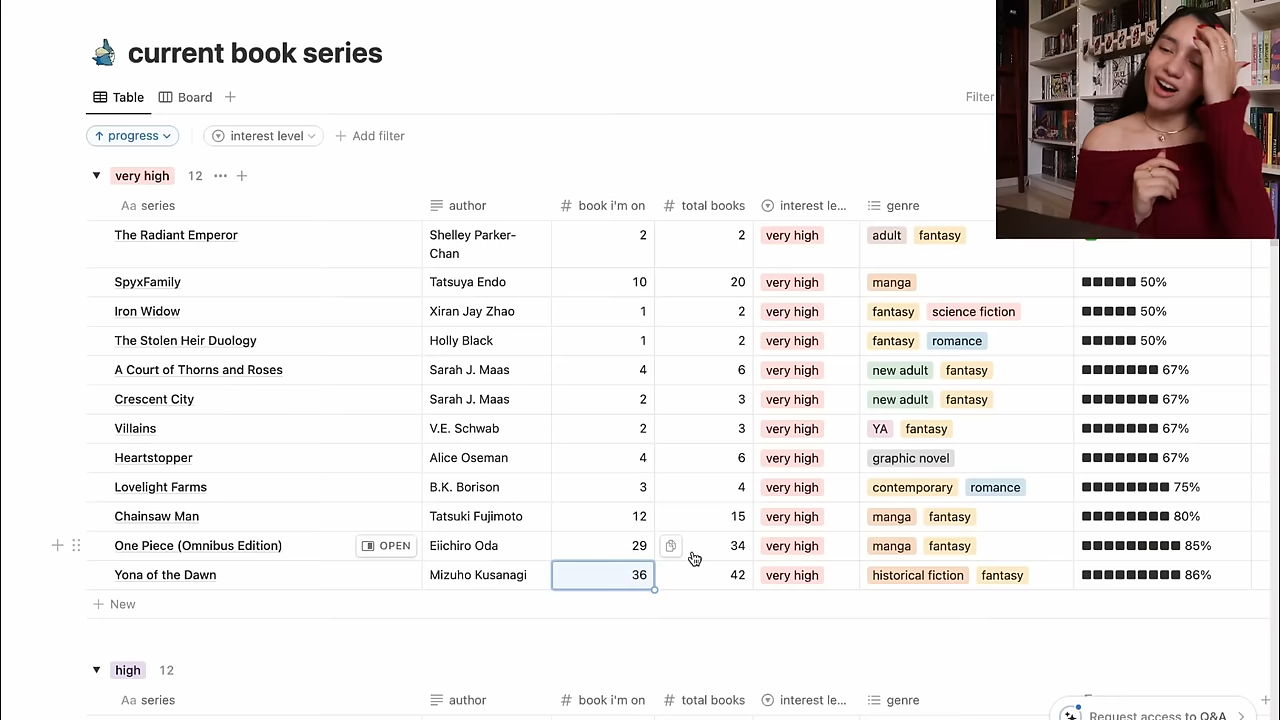 current book series
Table Board
Filter
progress interest level Add filter
very high 12
Aa series author # book i'm on # total books interest le... genre
The Radiant Emperor Shelley Parker-Chan 2 2 very high adult fantasy
SpyxFamily Tatsuya Endo 10 20 very high manga 50%
Iron Widow Xiran Jay Zhao 1 2 very high fantasy science fiction 50%
The Stolen Heir Duology Holly Black 1 2 very high fantasy romance 50%
A Court of Thorns and Roses Sarah J. Maas 4 6 very high new adult fantasy 67%
Crescent City Sarah J. Maas 2 3 very high new adult fantasy 67%
Villains V.E. Schwab 2 3 very high YA fantasy 67%
Heartstopper Alice Oseman 4 6 very high graphic novel 67%
Lovelight Farms B.K. Borison 3 4 very high contemporary romance 75%
Chainsaw Man Tatsuki Fujimoto 12 15 very high manga fantasy 80%
One Piece (Omnibus Edition) OPEN Eiichiro Oda 29 34 very high manga fantasy 85%
Yona of the Dawn Mizuho Kusanagi 36 42 very high historical fiction fantasy 86%
New
high 12
Aa series author # book i'm on # total books interest le... genre
Request access to Q&A